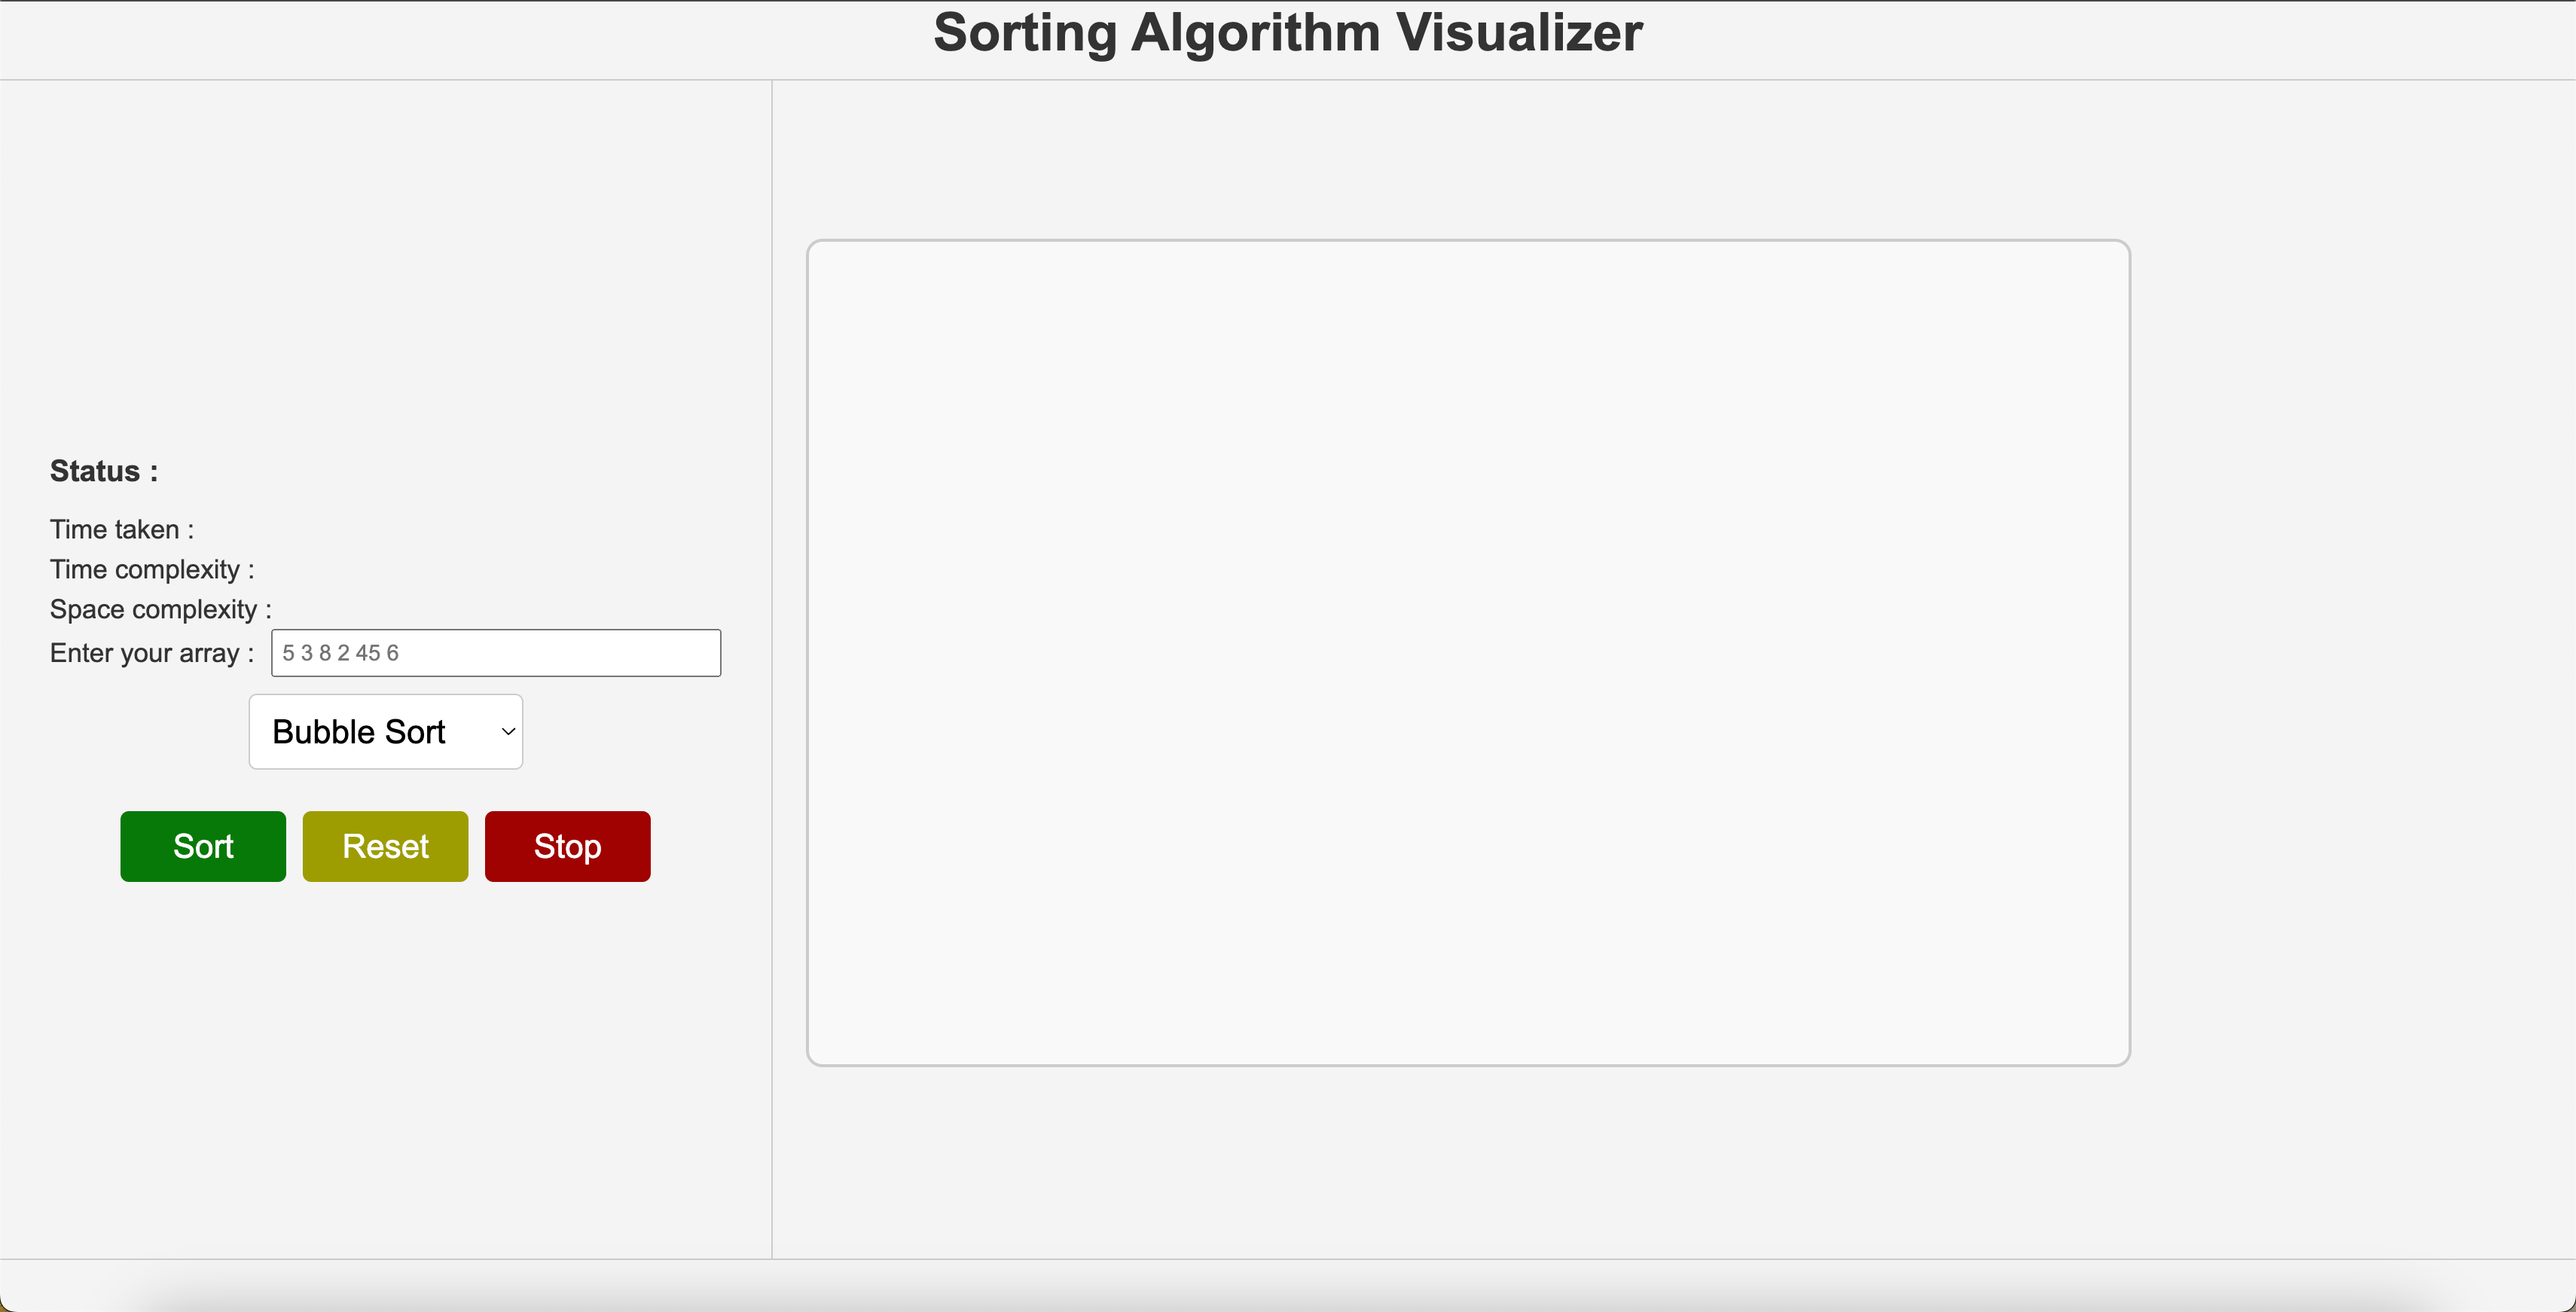 Sorting Algorithm Visualizer
Status :
Time taken :
Time complexity :
Space complexity :
Enter your array : 5 3 8 2 45 6
Bubble Sort
Sort Reset Stop